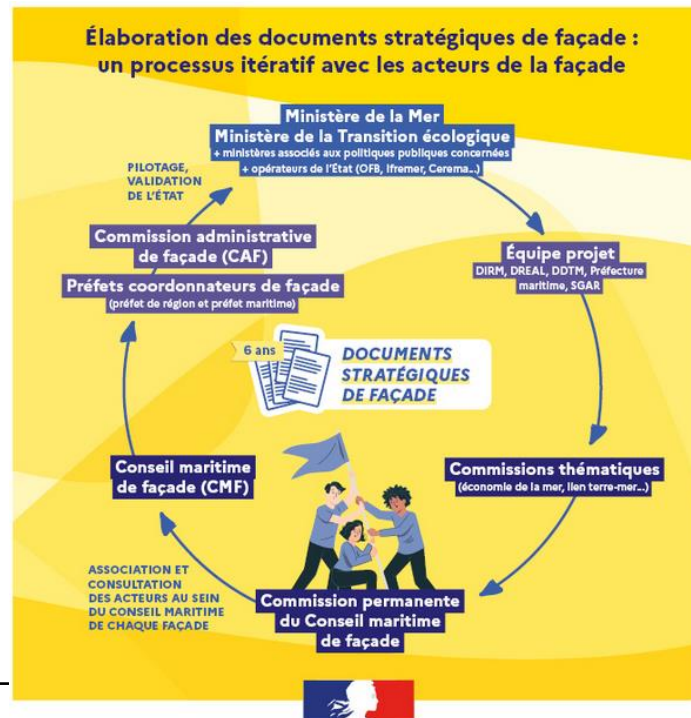 Élaboration des documents stratégiques de façade :
un processus itératif avec les acteurs de la façade
Ministère de la Mer
Ministère de la Transition écologique
+ ministères associés aux politiques publiques concernées
+ opérateurs de l'État (OFB, Ifremer, Cerema...)
PILOTAGE,
VALIDATION
DE L'ÉTAT
Commission administrative
de façade (CAF)
Préfets coordonnateurs de façade
(préfet de région et préfet maritime)
Équipe projet
DIRM, DREAL, DDTM, Préfecture
maritime, SGAR
6 ans
DOCUMENTS
STRATÉGIQUES
DE FAÇADE
Conseil maritime
de façade (CMF)
Commissions thématiques
(économie de la mer, lien terre-mer...)
ASSOCIATION ET
CONSULTATION
DES ACTEURS AU SEIN
DU CONSEIL MARITIME
DE CHAQUE FAÇADE
Commission permanente
du Conseil maritime
de façade